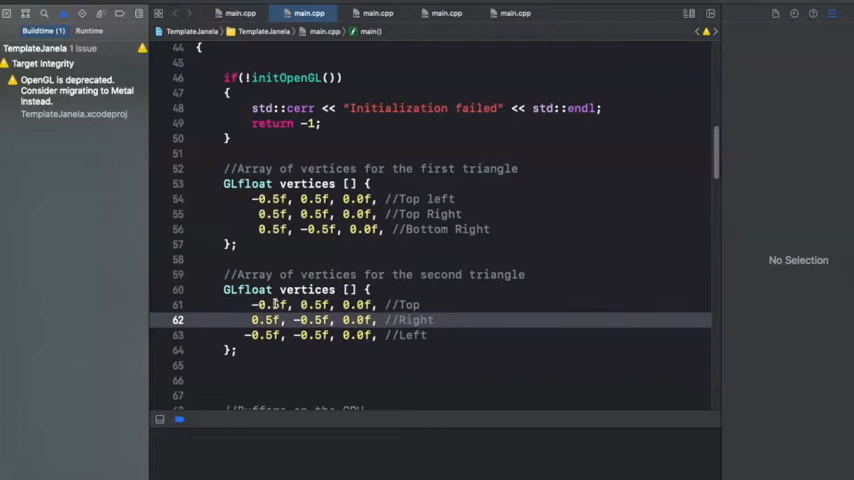 main.cpp
main.cpp
main.cpp
main.cpp
main.cpp
Buildtime (1)
Runtime
TemplateJanela
TemplateJanela
main.cpp
main()
TemplateJanela 1 issue
Target Integrity
OpenGL is deprecated.
Consider migrating to Metal
instead.
TemplateJanela.xcodeproj
44 {
45
46 if(!initOpenGL())
47 {
48 std::cerr << "Initialization failed" << std::endl;
49 return -1;
50 }
51
52 //Array of vertices for the first triangle
53 GLfloat vertices [] {
54 -0.5f, 0.5f, 0.0f, //Top left
55 0.5f, 0.5f, 0.0f, //Top Right
56 0.5f, -0.5f, 0.0f, //Bottom Right
57 };
58
59 //Array of vertices for the second triangle
60 GLfloat vertices [] {
61 -0.5f, 0.5f, 0.0f, //Top
62 0.5f, -0.5f, 0.0f, //Right
63 -0.5f, -0.5f, 0.0f, //Left
64 };
65
66
67
//Buffers on the GPU
No Selection